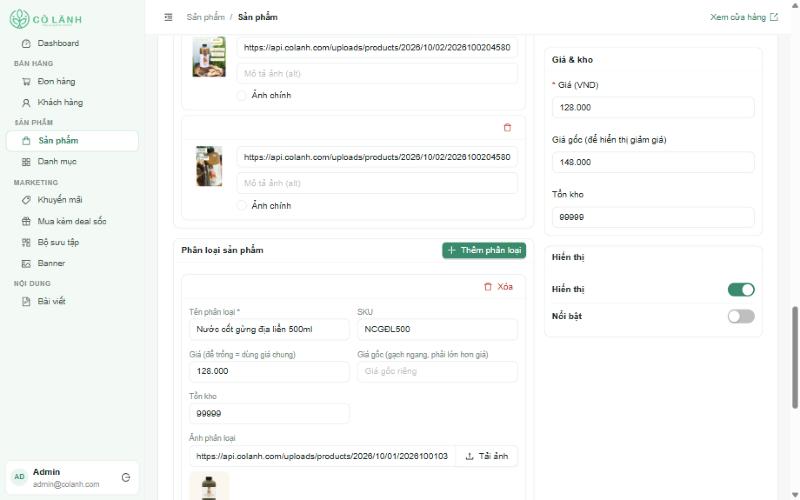 CỎ LÀNH
Sản phẩm / Sản phẩm
Xem cửa hàng
Dashboard
BÁN HÀNG
Đơn hàng
Khách hàng
SẢN PHẨM
Sản phẩm
Danh mục
MARKETING
Khuyến mãi
Mua kèm deal sốc
Bộ sưu tập
Banner
NỘI DUNG
Bài viết
AD
Admin
admin@colanh.com
https://api.colanh.com/uploads/products/2026/10/02/2026100204580
Mô tả ảnh (alt)
Ảnh chính
https://api.colanh.com/uploads/products/2026/10/02/2026100204580
Mô tả ảnh (alt)
Ảnh chính
Phân loại sản phẩm
+ Thêm phân loại
Xóa
Tên phân loại *
SKU
Nước cốt gừng địa liền 500ml
NCGĐL500
Giá (để trống = dùng giá chung)
Giá gốc (gạch ngang, phải lớn hơn giá)
128.000
Giá gốc riêng
Tồn kho
99999
Ảnh phân loại
https://api.colanh.com/uploads/products/2026/10/01/2026100103
Tải ảnh
Giá & kho
* Giá (VND)
128.000
Giá gốc (để hiển thị giảm giá)
148.000
Tồn kho
99999
Hiển thị
Hiển thị
Nổi bật